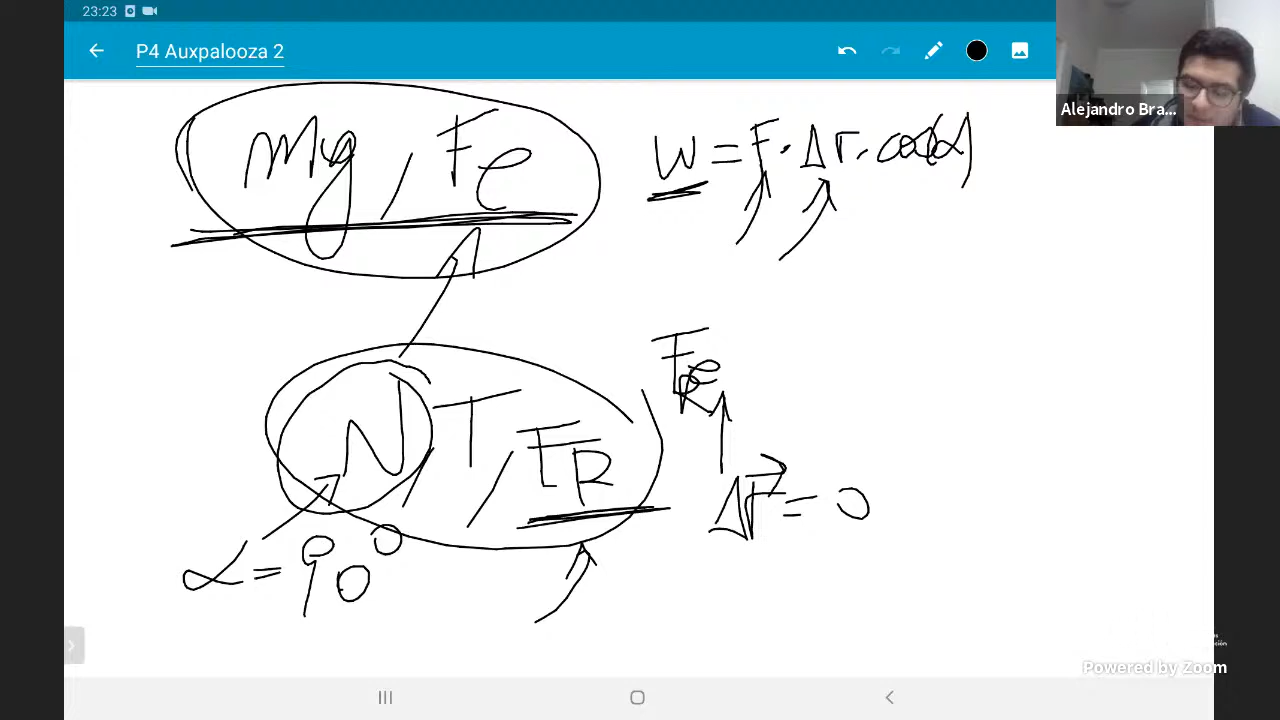 23:23
P4 Auxpalooza 2
Alejandro Bra...
mg, Fe
W = F · Δr · cos(α)
N, T, FR
Fe
Δr = 0
α = 90°
Powered by Zoom